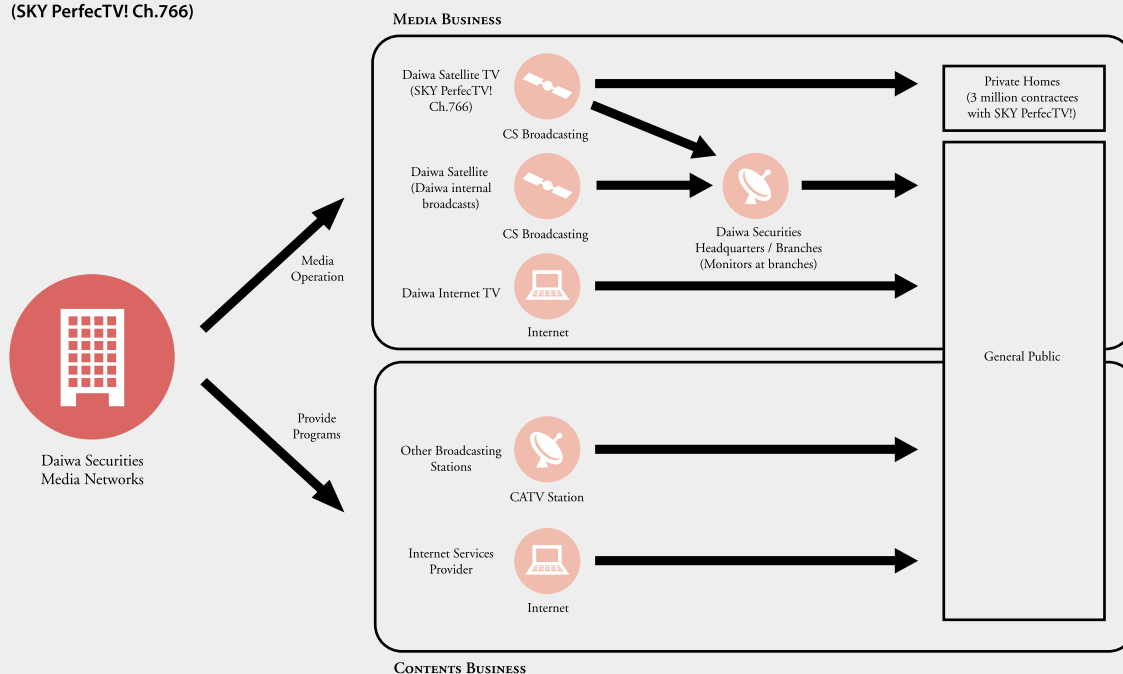 (SKY PerfecTV! Ch.766)
MEDIA BUSINESS
Daiwa Satellite TV
(SKY PerfecTV!
Ch.766)
CS Broadcasting
Private Homes
(3 million contractees
with SKY PerfecTV!)
Daiwa Satellite
(Daiwa internal
broadcasts)
CS Broadcasting
Daiwa Securities
Headquarters / Branches
(Monitors at branches)
Media
Operation
Daiwa Internet TV
Internet
General Public
Daiwa Securities
Media Networks
Provide
Programs
Other Broadcasting
Stations
CATV Station
Internet Services
Provider
Internet
CONTENTS BUSINESS